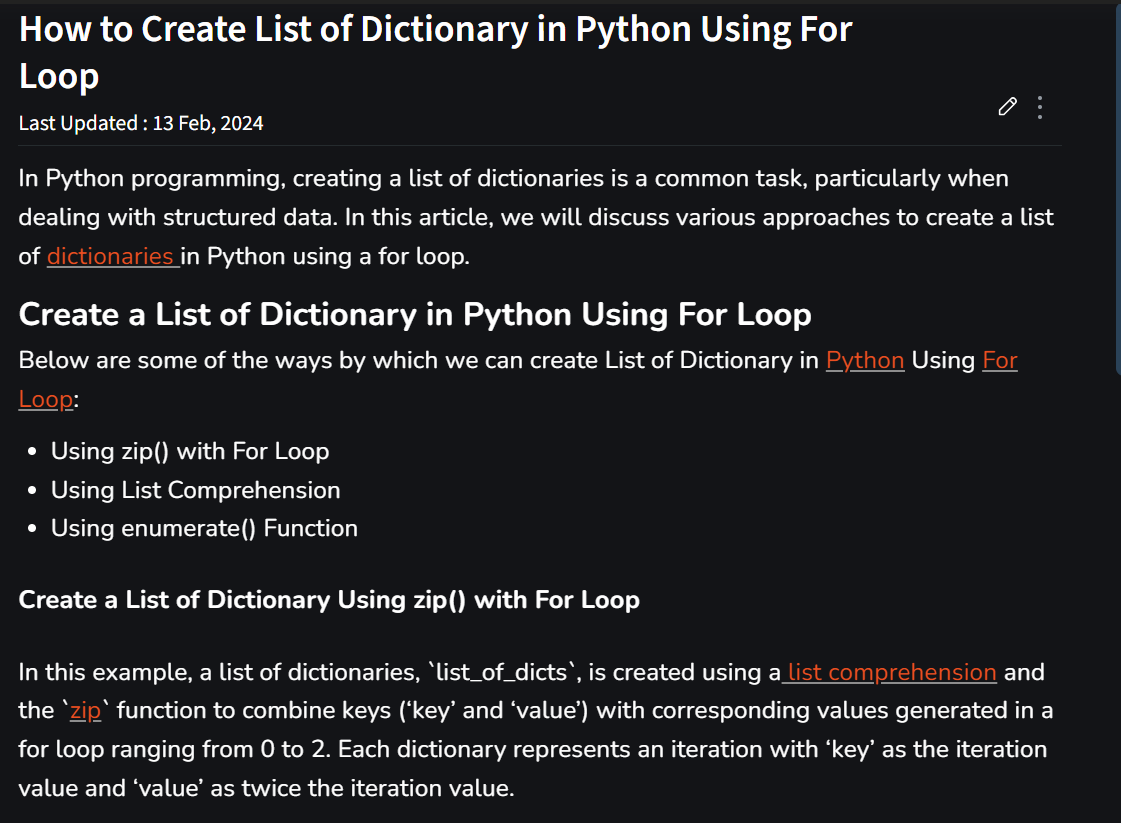 How to Create List of Dictionary in Python Using For
Loop
Last Updated : 13 Feb, 2024
In Python programming, creating a list of dictionaries is a common task, particularly when
dealing with structured data. In this article, we will discuss various approaches to create a list
of dictionaries in Python using a for loop.
Create a List of Dictionary in Python Using For Loop
Below are some of the ways by which we can create List of Dictionary in Python Using For
Loop:
• Using zip() with For Loop
• Using List Comprehension
• Using enumerate() Function
Create a List of Dictionary Using zip() with For Loop
In this example, a list of dictionaries, `list_of_dicts`, is created using a list comprehension and
the `zip` function to combine keys (‘key’ and ‘value’) with corresponding values generated in a
for loop ranging from 0 to 2. Each dictionary represents an iteration with ‘key’ as the iteration
value and ‘value’ as twice the iteration value.